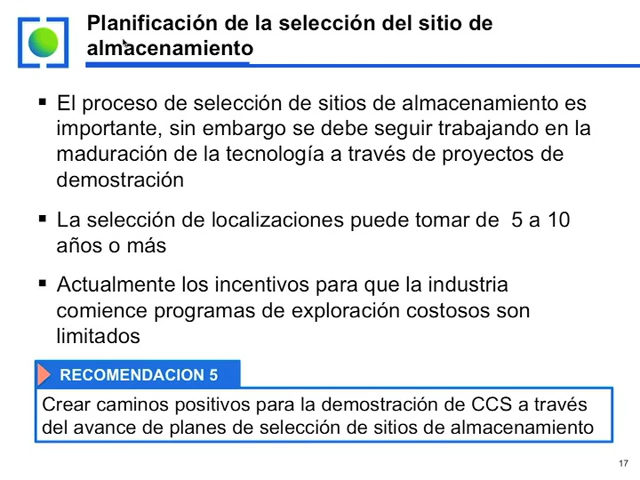 Planificación de la selección del sitio de
almacenamiento
▪ El proceso de selección de sitios de almacenamiento es
importante, sin embargo se debe seguir trabajando en la
maduración de la tecnología a través de proyectos de
demostración
▪ La selección de localizaciones puede tomar de 5 a 10
años o más
▪ Actualmente los incentivos para que la industria
comience programas de exploración costosos son
limitados
RECOMENDACION 5
Crear caminos positivos para la demostración de CCS a través
del avance de planes de selección de sitios de almacenamiento
17